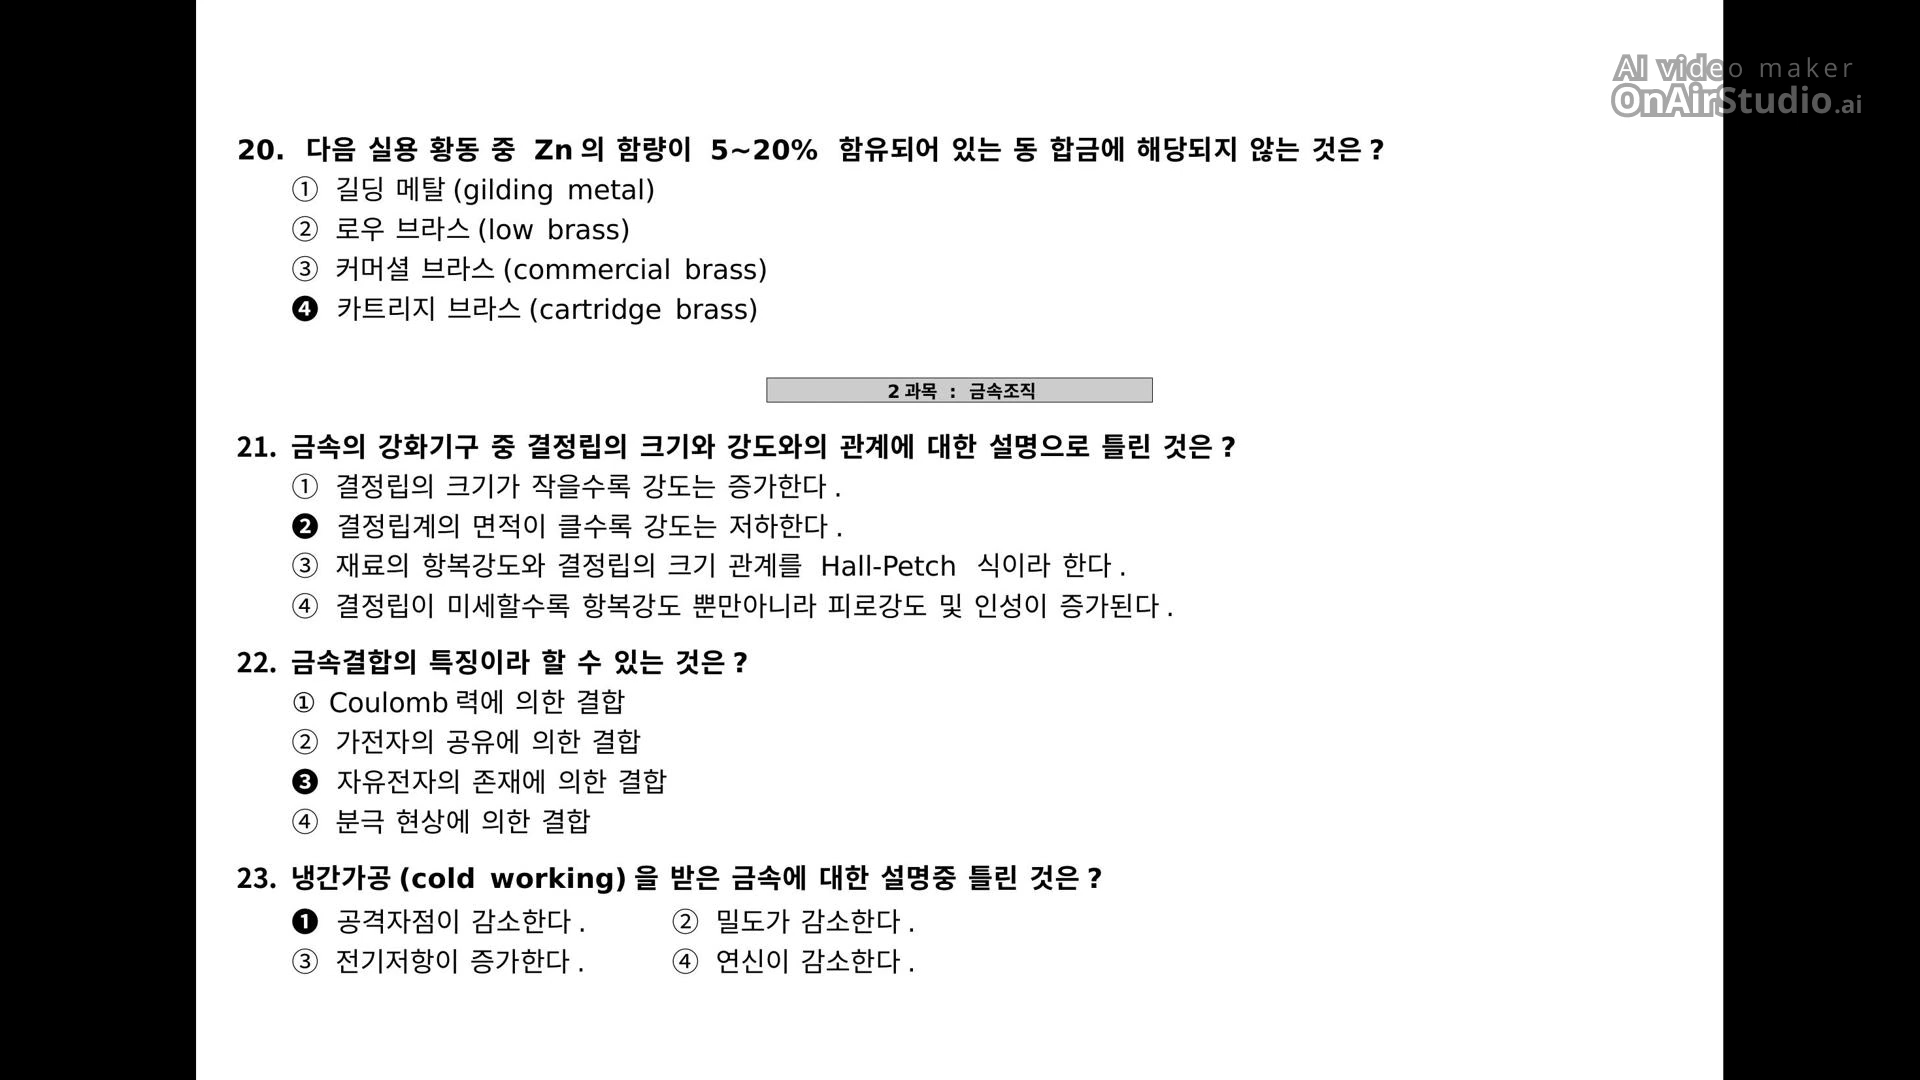 AI video maker
OnAirStudio.ai
20. 다음 실용 황동 중 Zn의 함량이 5~20% 함유되어 있는 동 합금에 해당되지 않는 것은?
① 길딩 메탈(gilding metal)
② 로우 브라스(low brass)
③ 커머셜 브라스(commercial brass)
❹ 카트리지 브라스(cartridge brass)
2과목 : 금속조직
21. 금속의 강화기구 중 결정립의 크기와 강도와의 관계에 대한 설명으로 틀린 것은?
① 결정립의 크기가 작을수록 강도는 증가한다.
❷ 결정립계의 면적이 클수록 강도는 저하한다.
③ 재료의 항복강도와 결정립의 크기 관계를 Hall-Petch 식이라 한다.
④ 결정립이 미세할수록 항복강도 뿐만아니라 피로강도 및 인성이 증가된다.
22. 금속결합의 특징이라 할 수 있는 것은?
① Coulomb력에 의한 결합
② 가전자의 공유에 의한 결합
❸ 자유전자의 존재에 의한 결합
④ 분극 현상에 의한 결합
23. 냉간가공(cold working)을 받은 금속에 대한 설명중 틀린 것은?
❶ 공격자점이 감소한다. ② 밀도가 감소한다.
③ 전기저항이 증가한다. ④ 연신이 감소한다.